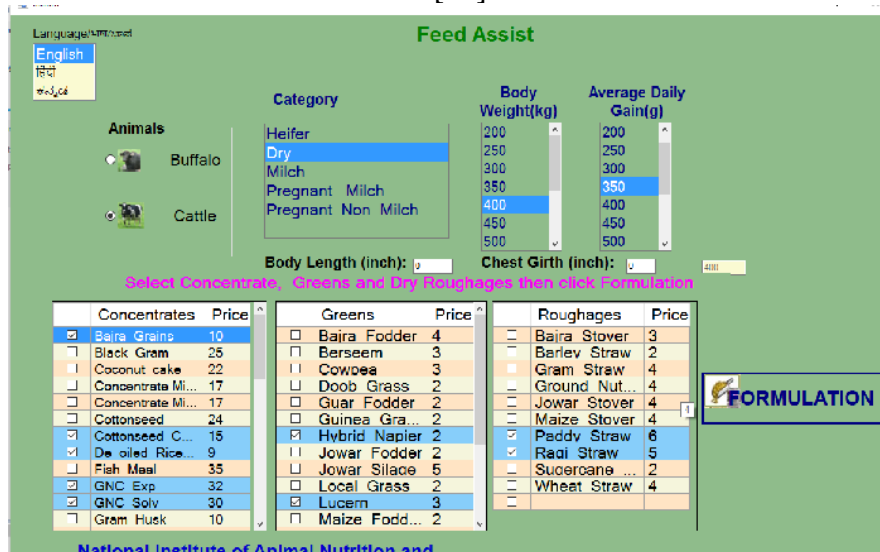 Feed Assist
Language/भाषा/ಭಾಷೆ
English
हिंदी
ಕನ್ನಡ
Animals
Buffalo
Cattle
Category
Heifer
Dry
Milch
Pregnant Milch
Pregnant Non Milch
Body Weight(kg)
200
250
300
350
400
450
500
Average Daily Gain(g)
200
250
300
350
400
450
500
Body Length (inch): 0
Chest Girth (inch): 0
400
Select Concentrate, Greens and Dry Roughages then click Formulation
Concentrates Price
Bajra Grains 10
Black Gram 25
Coconut cake 22
Concentrate Mi... 17
Concentrate Mi... 17
Cottonseed 24
Cottonseed C... 15
De oiled Rice... 9
Fish Meal 35
GNC Exp 32
GNC Solv 30
Gram Husk 10
Greens Price
Bajra Fodder 4
Berseem 3
Cowpea 3
Doob Grass 2
Guar Fodder 2
Guinea Gra... 2
Hybrid Napier 2
Jowar Fodder 2
Jowar Silage 5
Local Grass 2
Lucern 3
Maize Fodd... 2
Roughages Price
Bajra Stover 3
Barley Straw 2
Gram Straw 4
Ground Nut... 4
Jowar Stover 4
Maize Stover 4
Paddy Straw 6
Ragi Straw 5
Sugercane ... 2
Wheat Straw 4
4
FORMULATION
National Institute of Animal Nutrition and